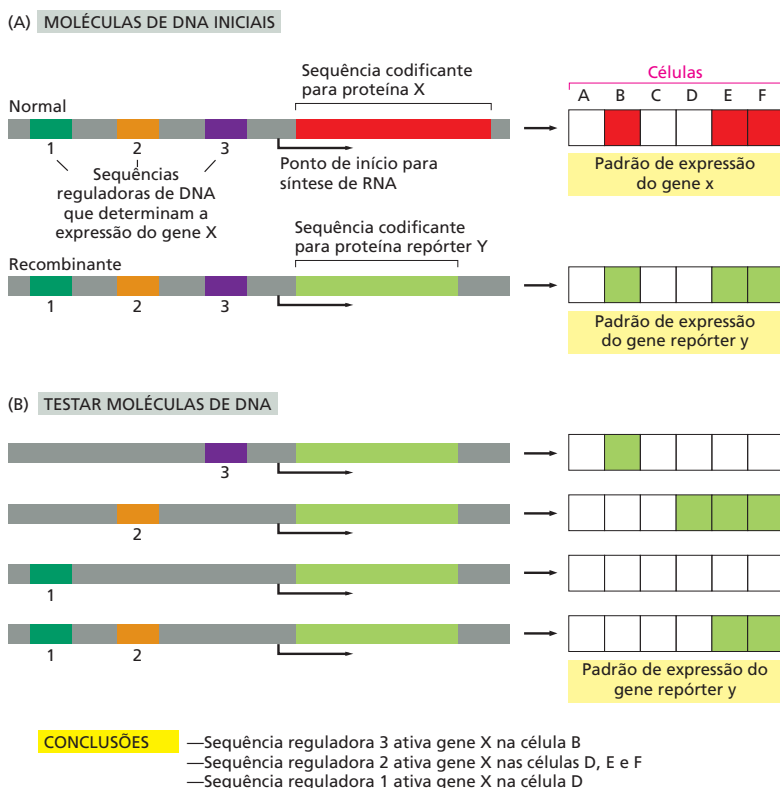 (A) MOLÉCULAS DE DNA INICIAIS
Células
A B C D E F
Sequência codificante
para proteína X
Normal
1 2 3
Sequências
reguladoras de DNA
que determinam a
expressão do gene X
Ponto de início para
síntese de RNA
Padrão de expressão
do gene x
Sequência codificante
para proteína repórter Y
Recombinante
1 2 3
Padrão de expressão
do gene repórter y
(B) TESTAR MOLÉCULAS DE DNA
3
2
1
1 2
Padrão de expressão do
gene repórter y
CONCLUSÕES —Sequência reguladora 3 ativa gene X na célula B
—Sequência reguladora 2 ativa gene X nas células D, E e F
—Sequência reguladora 1 ativa gene X na célula D